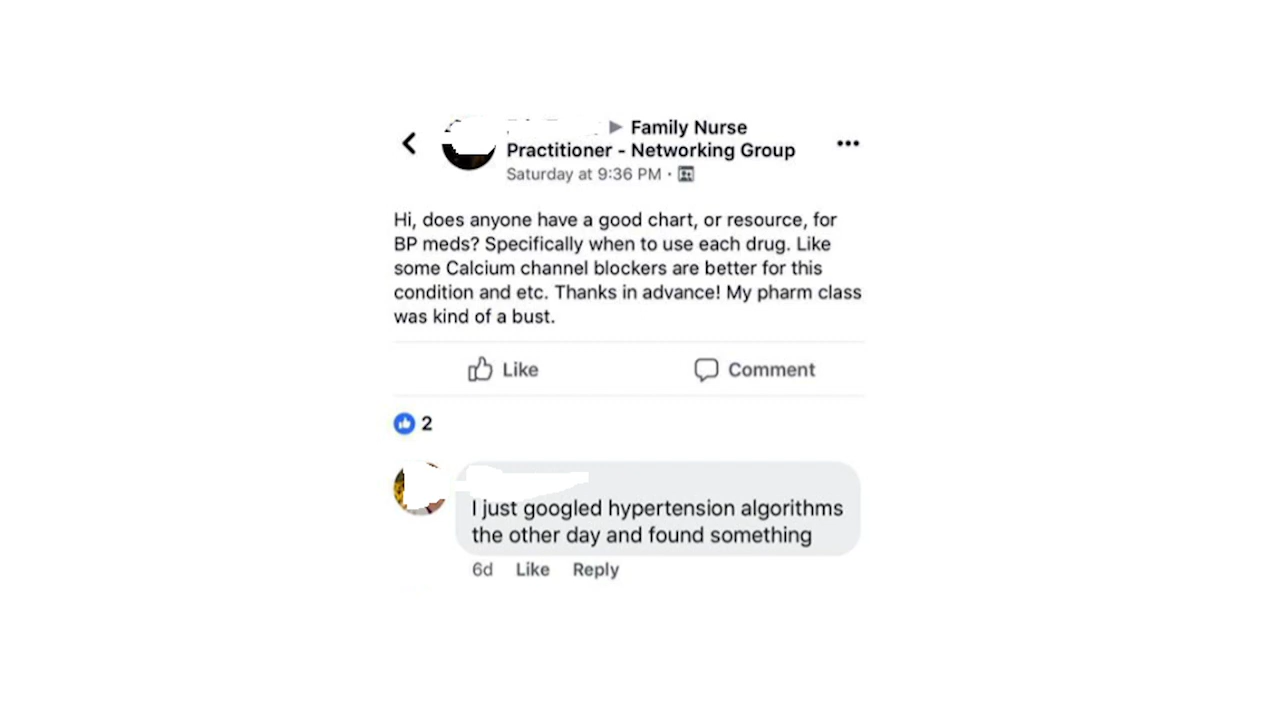 Family Nurse
Practitioner - Networking Group
Saturday at 9:36 PM ·
Hi, does anyone have a good chart, or resource, for
BP meds? Specifically when to use each drug. Like
some Calcium channel blockers are better for this
condition and etc. Thanks in advance! My pharm class
was kind of a bust.
Like Comment
2
I just googled hypertension algorithms
the other day and found something
6d Like Reply